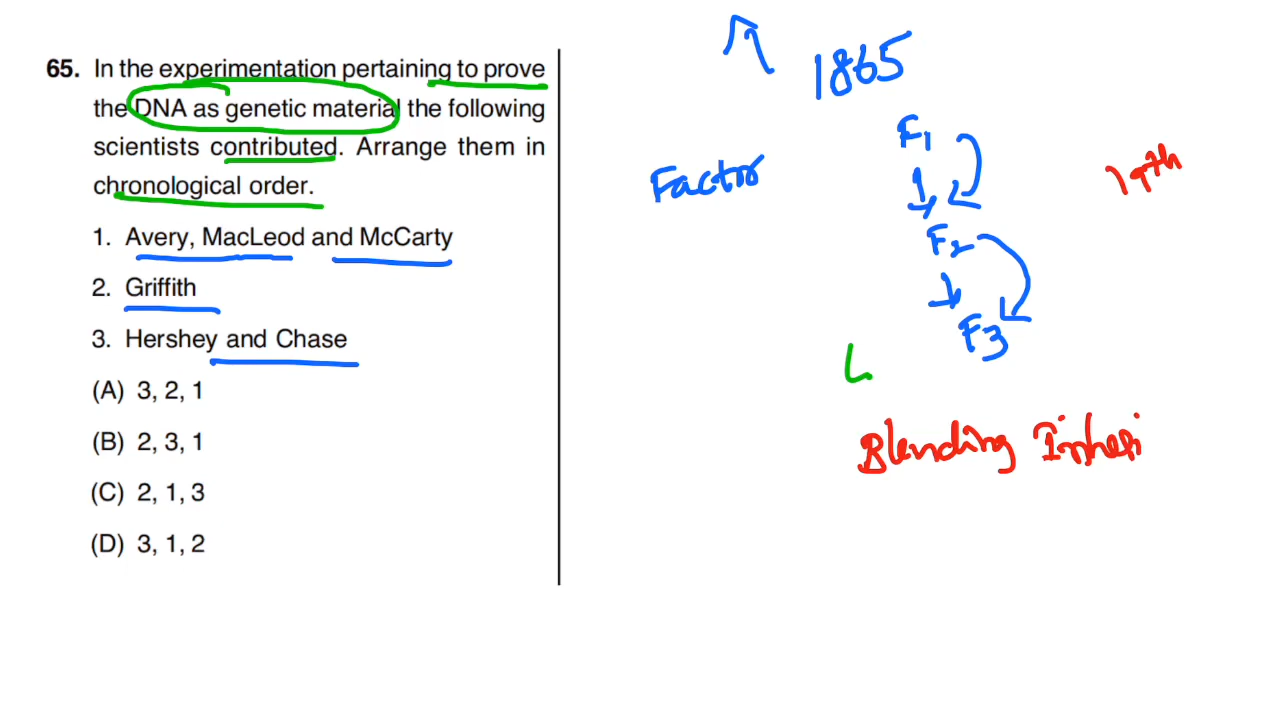 65. In the experimentation pertaining to prove
the DNA as genetic material the following
scientists contributed. Arrange them in
chronological order.
1. Avery, MacLeod and McCarty
2. Griffith
3. Hershey and Chase
(A) 3, 2, 1
(B) 2, 3, 1
(C) 2, 1, 3
(D) 3, 1, 2
1865
F1
Factor
19th
F2
F3
Blending Inheri